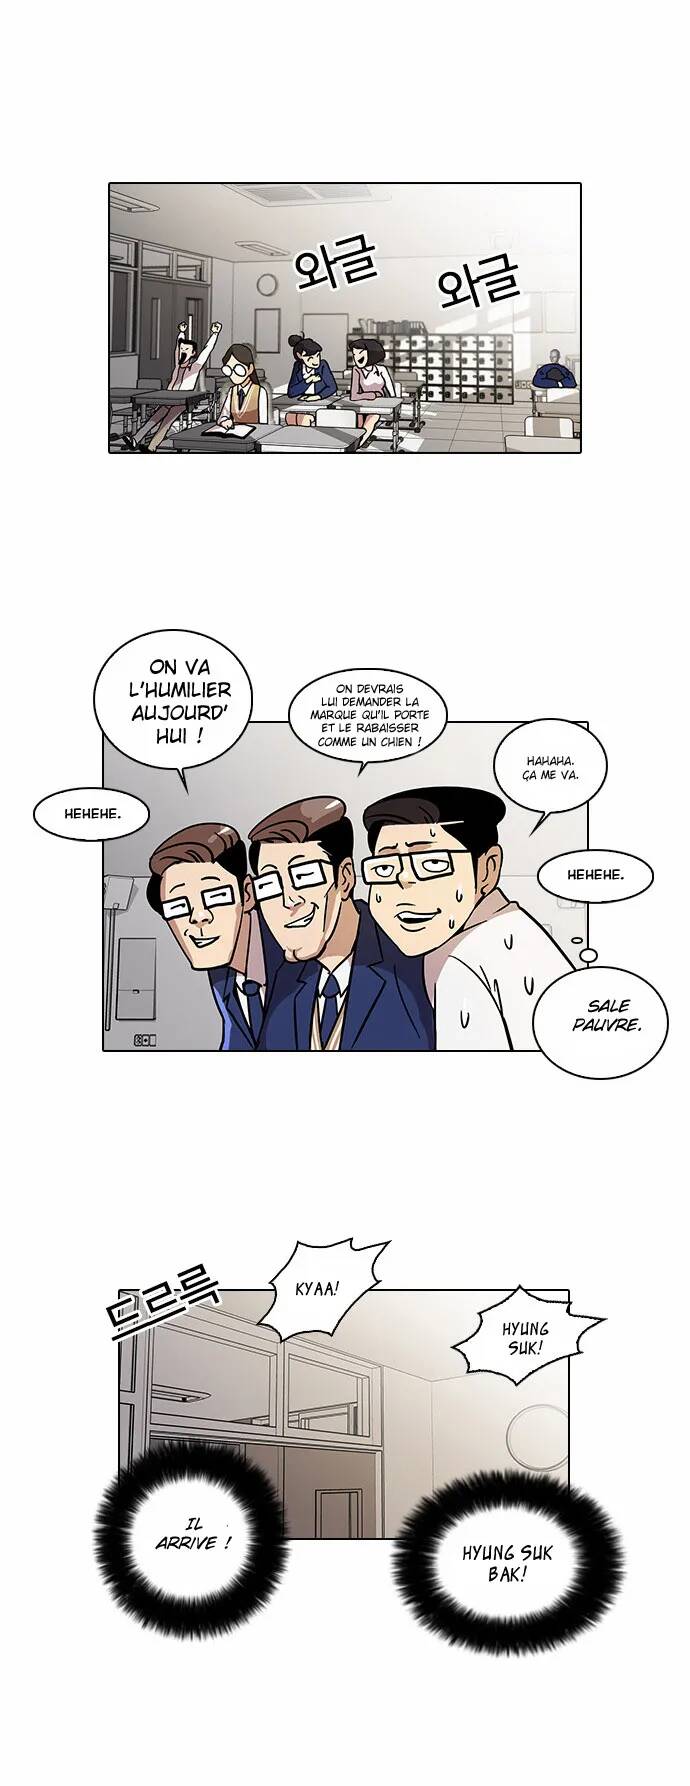 와글
와글
ON VA
L'HUMILIER
AUJOURD'
HUI !
ON DEVRAIS
LUI DEMANDER LA
MARQUE QU'IL PORTE
ET LE RABAISSER
COMME UN CHIEN !
HAHAHA.
ÇA ME VA.
HEHEHE.
HEHEHE.
SALE
PAUVRE.
드르륵
KYAA!
HYUNG
SUK!
IL
ARRIVE !
HYUNG SUK
BAK!